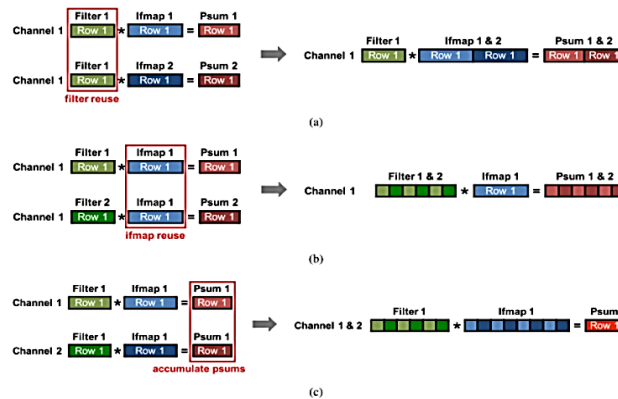 Filter 1 Ifmap 1 Psum 1
Channel 1 Row 1 * Row 1 = Row 1
Filter 1 Ifmap 2 Psum 2
Channel 1 Row 1 * Row 1 = Row 1
filter reuse
Filter 1 Ifmap 1 & 2 Psum 1 & 2
Channel 1 Row 1 * Row 1 Row 1 = Row 1 Row 1
(a)
Filter 1 Ifmap 1 Psum 1
Channel 1 Row 1 * Row 1 = Row 1
Filter 2 Ifmap 1 Psum 2
Channel 1 Row 1 * Row 1 = Row 1
ifmap reuse
Filter 1 & 2 Ifmap 1 Psum 1 & 2
Channel 1 * Row 1 =
(b)
Filter 1 Ifmap 1 Psum 1
Channel 1 Row 1 * Row 1 = Row 1
Filter 1 Ifmap 1 Psum 1
Channel 2 Row 1 * Row 1 = Row 1
accumulate psums
Filter 1 Ifmap 1 Psum
Channel 1 & 2 * = Row 1
(c)